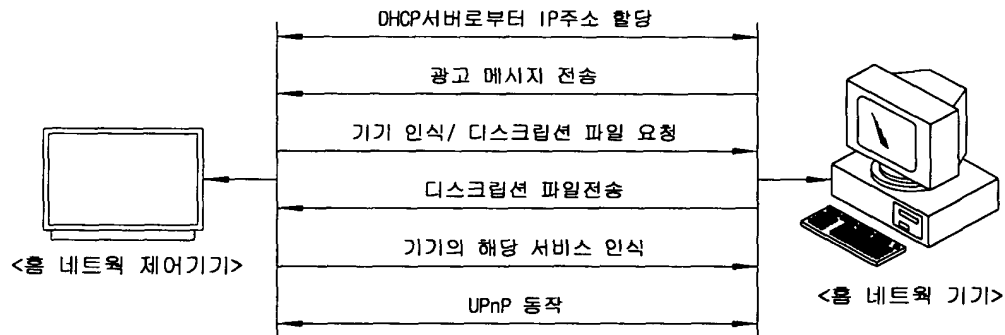 DHCP서버로부터 IP주소 할당
광고 메시지 전송
기기 인식/ 디스크립션 파일 요청
디스크립션 파일전송
기기의 해당 서비스 인식
UPnP 동작
<홈 네트웍 제어기기>
<홈 네트웍 기기>